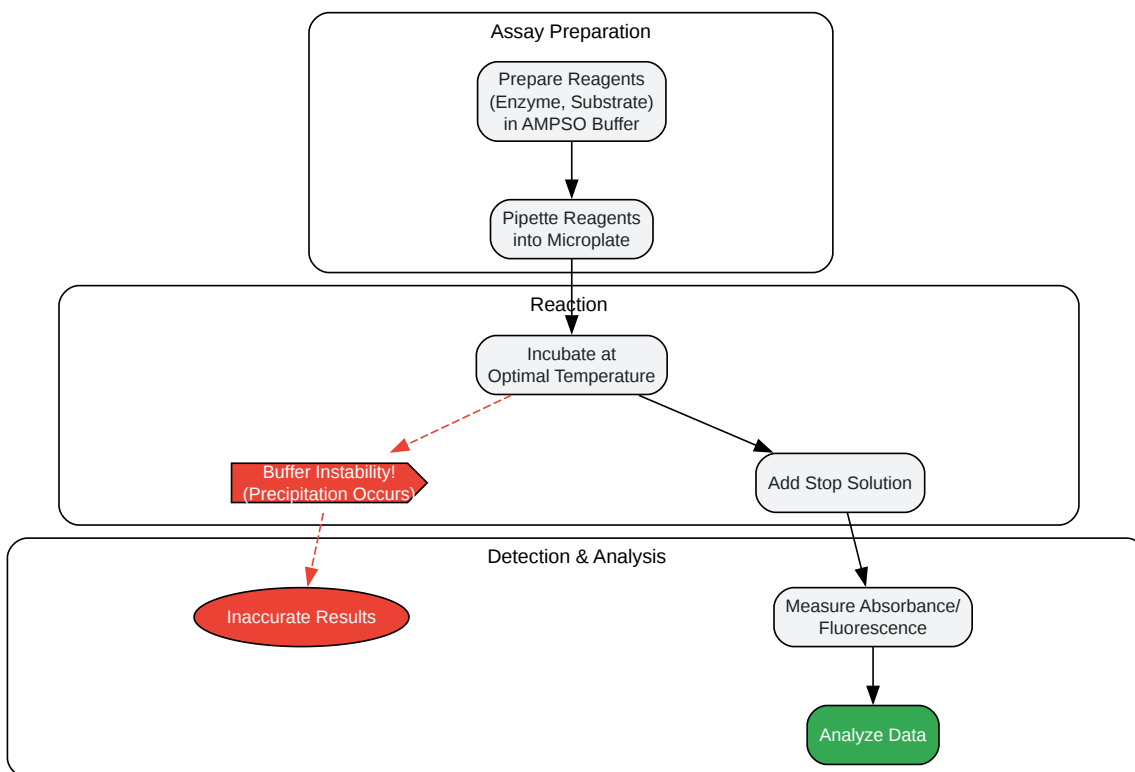 Assay Preparation
Prepare Reagents
(Enzyme, Substrate)
in AMPSO Buffer
Pipette Reagents
into Microplate
Reaction
Incubate at
Optimal Temperature
Buffer Instability!
(Precipitation Occurs)
Add Stop Solution
Detection & Analysis
Inaccurate Results
Measure Absorbance/
Fluorescence
Analyze Data